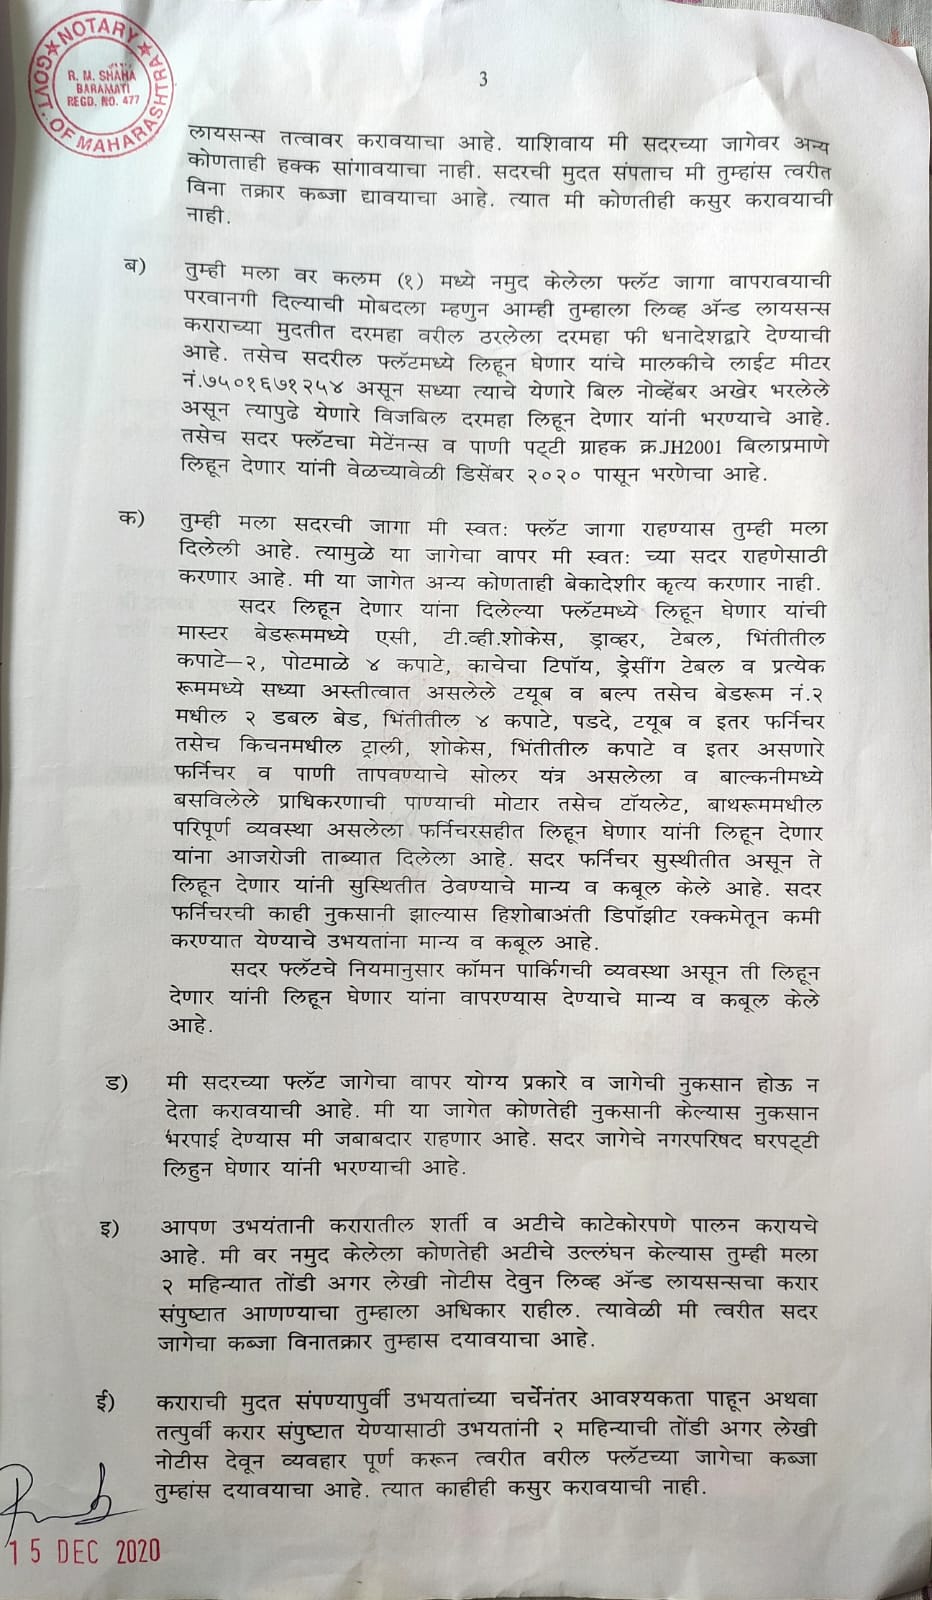 NOTARY
GOVT. OF MAHARASHTRA
R. M. SHAHA
BARAMATI
REGD. NO. 477
3
लायसन्स तत्वावर करावयाचा आहे. याशिवाय मी सदरच्या जागेवर अन्य
कोणताही हक्क सांगावयाचा नाही. सदरची मुदत संपताच मी तुम्हांस त्वरीत
विना तक्रार कब्जा द्यावयाचा आहे. त्यात मी कोणतीही कसुर करावयाची
नाही.
ब) तुम्ही मला वर कलम (१) मध्ये नमुद केलेला फ्लॅट जागा वापरावयाची
परवानगी दिल्याची मोबदला म्हणुन आम्ही तुम्हाला लिव्ह ॲन्ड लायसन्स
कराराच्या मुदतीत दरमहा वरील ठरलेला दरमहा फी धनादेशद्वारे देण्याची
आहे. तसेच सदरील फ्लॅटमध्ये लिहून घेणार यांचे मालकीचे लाईट मीटर
नं.७५०१६७१२५४ असून सध्या त्याचे येणारे बिल नोव्हेंबर अखेर भरलेले
असून त्यापुढे येणारे विजबिल दरमहा लिहून देणार यांनी भरण्याचे आहे.
तसेच सदर फ्लॅटचा मेटेंनन्स व पाणी पट्टी ग्राहक क्र.JH2001 बिलाप्रमाणे
लिहून देणार यांनी वेळच्यावेळी डिसेंबर २०२० पासून भरणेचा आहे.
क) तुम्ही मला सदरची जागा मी स्वतः फ्लॅट जागा राहण्यास तुम्ही मला
दिलेली आहे. त्यामुळे या जागेचा वापर मी स्वतः च्या सदर राहणेसाठी
करणार आहे. मी या जागेत अन्य कोणताही बेकादेशीर कृत्य करणार नाही.
सदर लिहून देणार यांना दिलेल्या फ्लॅटमध्ये लिहून घेणार यांची
मास्टर बेडरूममध्ये एसी, टी.व्ही.शोकेस, ड्राव्हर, टेबल, भिंतीतील
कपाटे–२, पोटमाळे ४ कपाटे, काचेचा टिपॉय, ड्रेसींग टेबल व प्रत्येक
रूममध्ये सध्या अस्तीत्वात असलेले टयूब व बल्प तसेच बेडरूम नं.२
मधील २ डबल बेड, भिंतीतील ४ कपाटे, पडदे, टयूब व इतर फर्निचर
तसेच किचनमधील ट्राली, शोकेस, भिंतीतील कपाटे व इतर असणारे
फर्निचर व पाणी तापवण्याचे सोलर यंत्र असलेला व बाल्कनीमध्ये
बसविलेले प्राधिकरणाची पाण्याची मोटार तसेच टॉयलेट, बाथरूममधील
परिपूर्ण व्यवस्था असलेला फर्निचरसहीत लिहून घेणार यांनी लिहून देणार
यांना आजरोजी ताब्यात दिलेला आहे. सदर फर्निचर सुस्थीतीत असून ते
लिहून देणार यांनी सुस्थितीत ठेवण्याचे मान्य व कबूल केले आहे. सदर
फर्निचरची काही नुकसानी झाल्यास हिशोबाअंती डिपॉझीट रक्कमेतून कमी
करण्यात येण्याचे उभयतांना मान्य व कबूल आहे.
सदर फ्लॅटचे नियमानुसार कॉमन पार्किगची व्यवस्था असून ती लिहून
देणार यांनी लिहून घेणार यांना वापरण्यास देण्याचे मान्य व कबूल केले
आहे.
ड) मी सदरच्या फ्लॅट जागेचा वापर योग्य प्रकारे व जागेची नुकसान होऊ न
देता करावयाची आहे. मी या जागेत कोणतेही नुकसानी केल्यास नुकसान
भरपाई देण्यास मी जबाबदार राहणार आहे. सदर जागेचे नगरपरिषद घरपट्टी
लिहुन घेणार यांनी भरण्याची आहे.
इ) आपण उभयंतानी करारातील शर्ती व अटीचे काटेकोरपणे पालन करायचे
आहे. मी वर नमुद केलेला कोणतेही अटीचे उल्लंघन केल्यास तुम्ही मला
२ महिन्यात तोंडी अगर लेखी नोटीस देवुन लिव्ह ॲन्ड लायसन्सचा करार
संपुष्टात आणण्याचा तुम्हाला अधिकार राहील. त्यावेळी मी त्वरीत सदर
जागेचा कब्जा विनातक्रार तुम्हास दयावयाचा आहे.
ई) कराराची मुदत संपण्यापुर्वी उभयतांच्या चर्चेनंतर आवश्यकता पाहून अथवा
तत्पुर्वी करार संपुष्टात येण्यासाठी उभयतांनी २ महिन्याची तोंडी अगर लेखी
नोटीस देवून व्यवहार पूर्ण करून त्वरीत वरील फ्लॅटच्या जागेचा कब्जा
तुम्हांस दयावयाचा आहे. त्यात काहीही कसुर करावयाची नाही.
15 DEC 2020